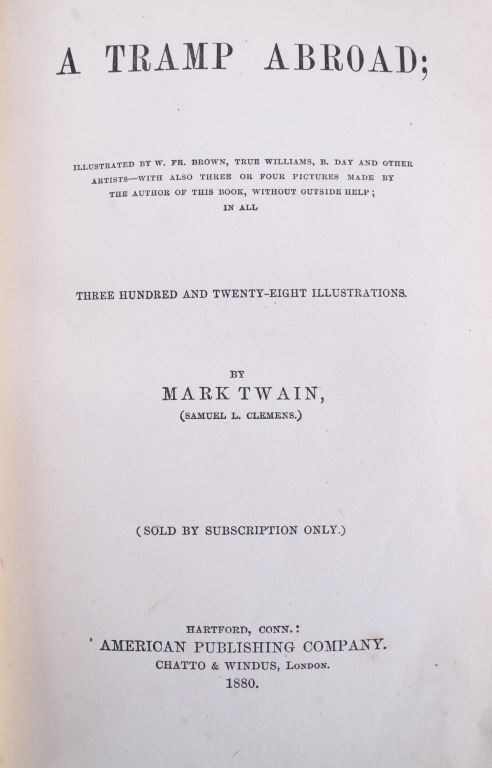 A TRAMP ABROAD;
ILLUSTRATED BY W. FR. BROWN, TRUE WILLIAMS, B. DAY AND OTHER
ARTISTS—WITH ALSO THREE OR FOUR PICTURES MADE BY
THE AUTHOR OF THIS BOOK, WITHOUT OUTSIDE HELP;
IN ALL
THREE HUNDRED AND TWENTY-EIGHT ILLUSTRATIONS.
BY
MARK TWAIN,
(SAMUEL L. CLEMENS.)
(SOLD BY SUBSCRIPTION ONLY.)
HARTFORD, CONN.:
AMERICAN PUBLISHING COMPANY.
CHATTO & WINDUS, LONDON.
1880.